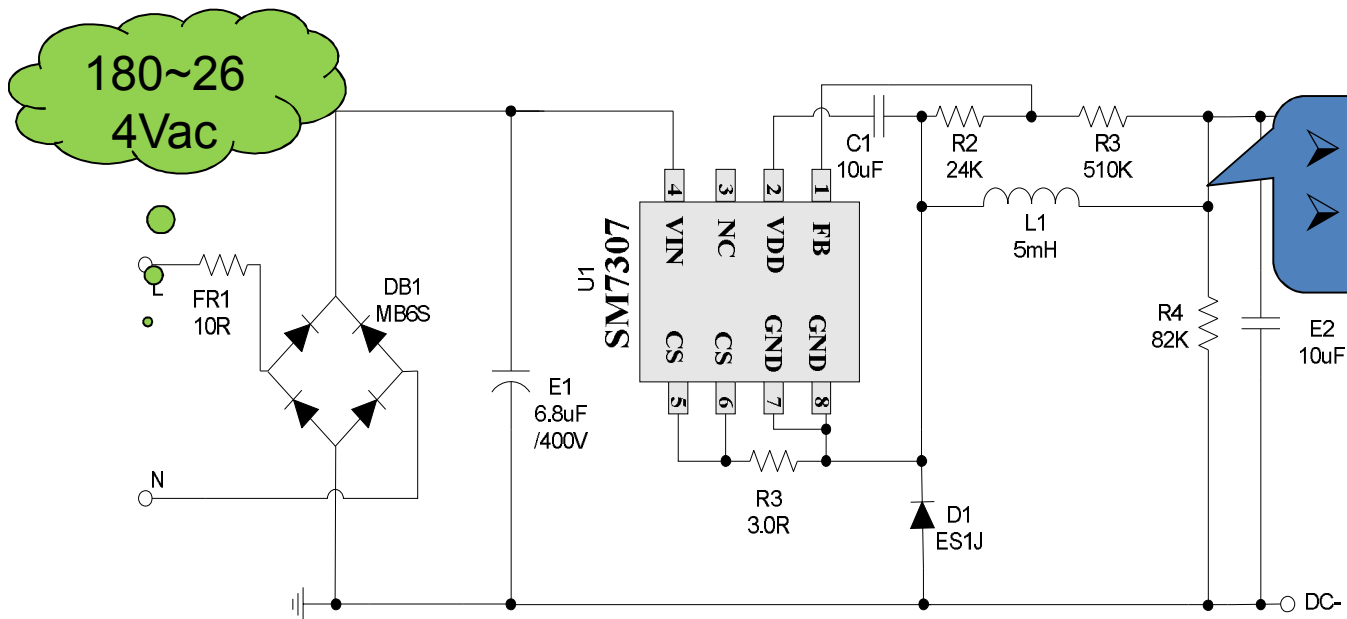 180~26
4Vac
L
FR1
10R
DB1
MB6S
N
E1
6.8uF
/400V
U1
SM7307
4
3
2
1
VIN
NC
VDD
FB
CS
CS
GND
GND
5
6
7
8
C1
10uF
R2
24K
R3
510K
L1
5mH
R3
3.0R
D1
ES1J
R4
82K
E2
10uF
DC-